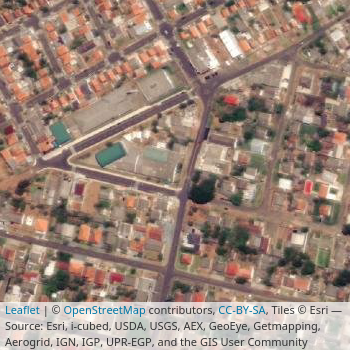 Leaflet | © OpenStreetMap contributors, CC-BY-SA, Tiles © Esri —
Source: Esri, i-cubed, USDA, USGS, AEX, GeoEye, Getmapping,
Aerogrid, IGN, IGP, UPR-EGP, and the GIS User Community